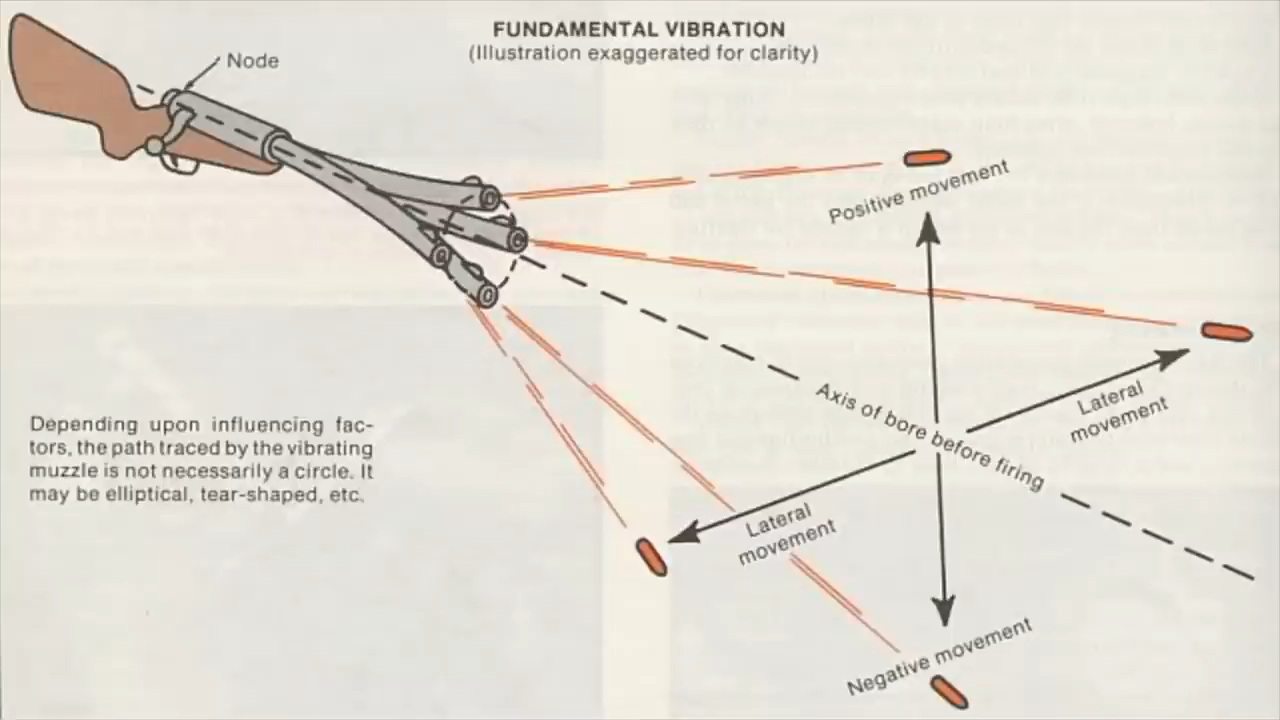 FUNDAMENTAL VIBRATION
(Illustration exaggerated for clarity)
Node
Positive movement
Axis of bore before firing
Lateral
movement
Lateral
movement
Negative movement
Depending upon influencing fac-
tors, the path traced by the vibrating
muzzle is not necessarily a circle. It
may be elliptical, tear-shaped, etc.